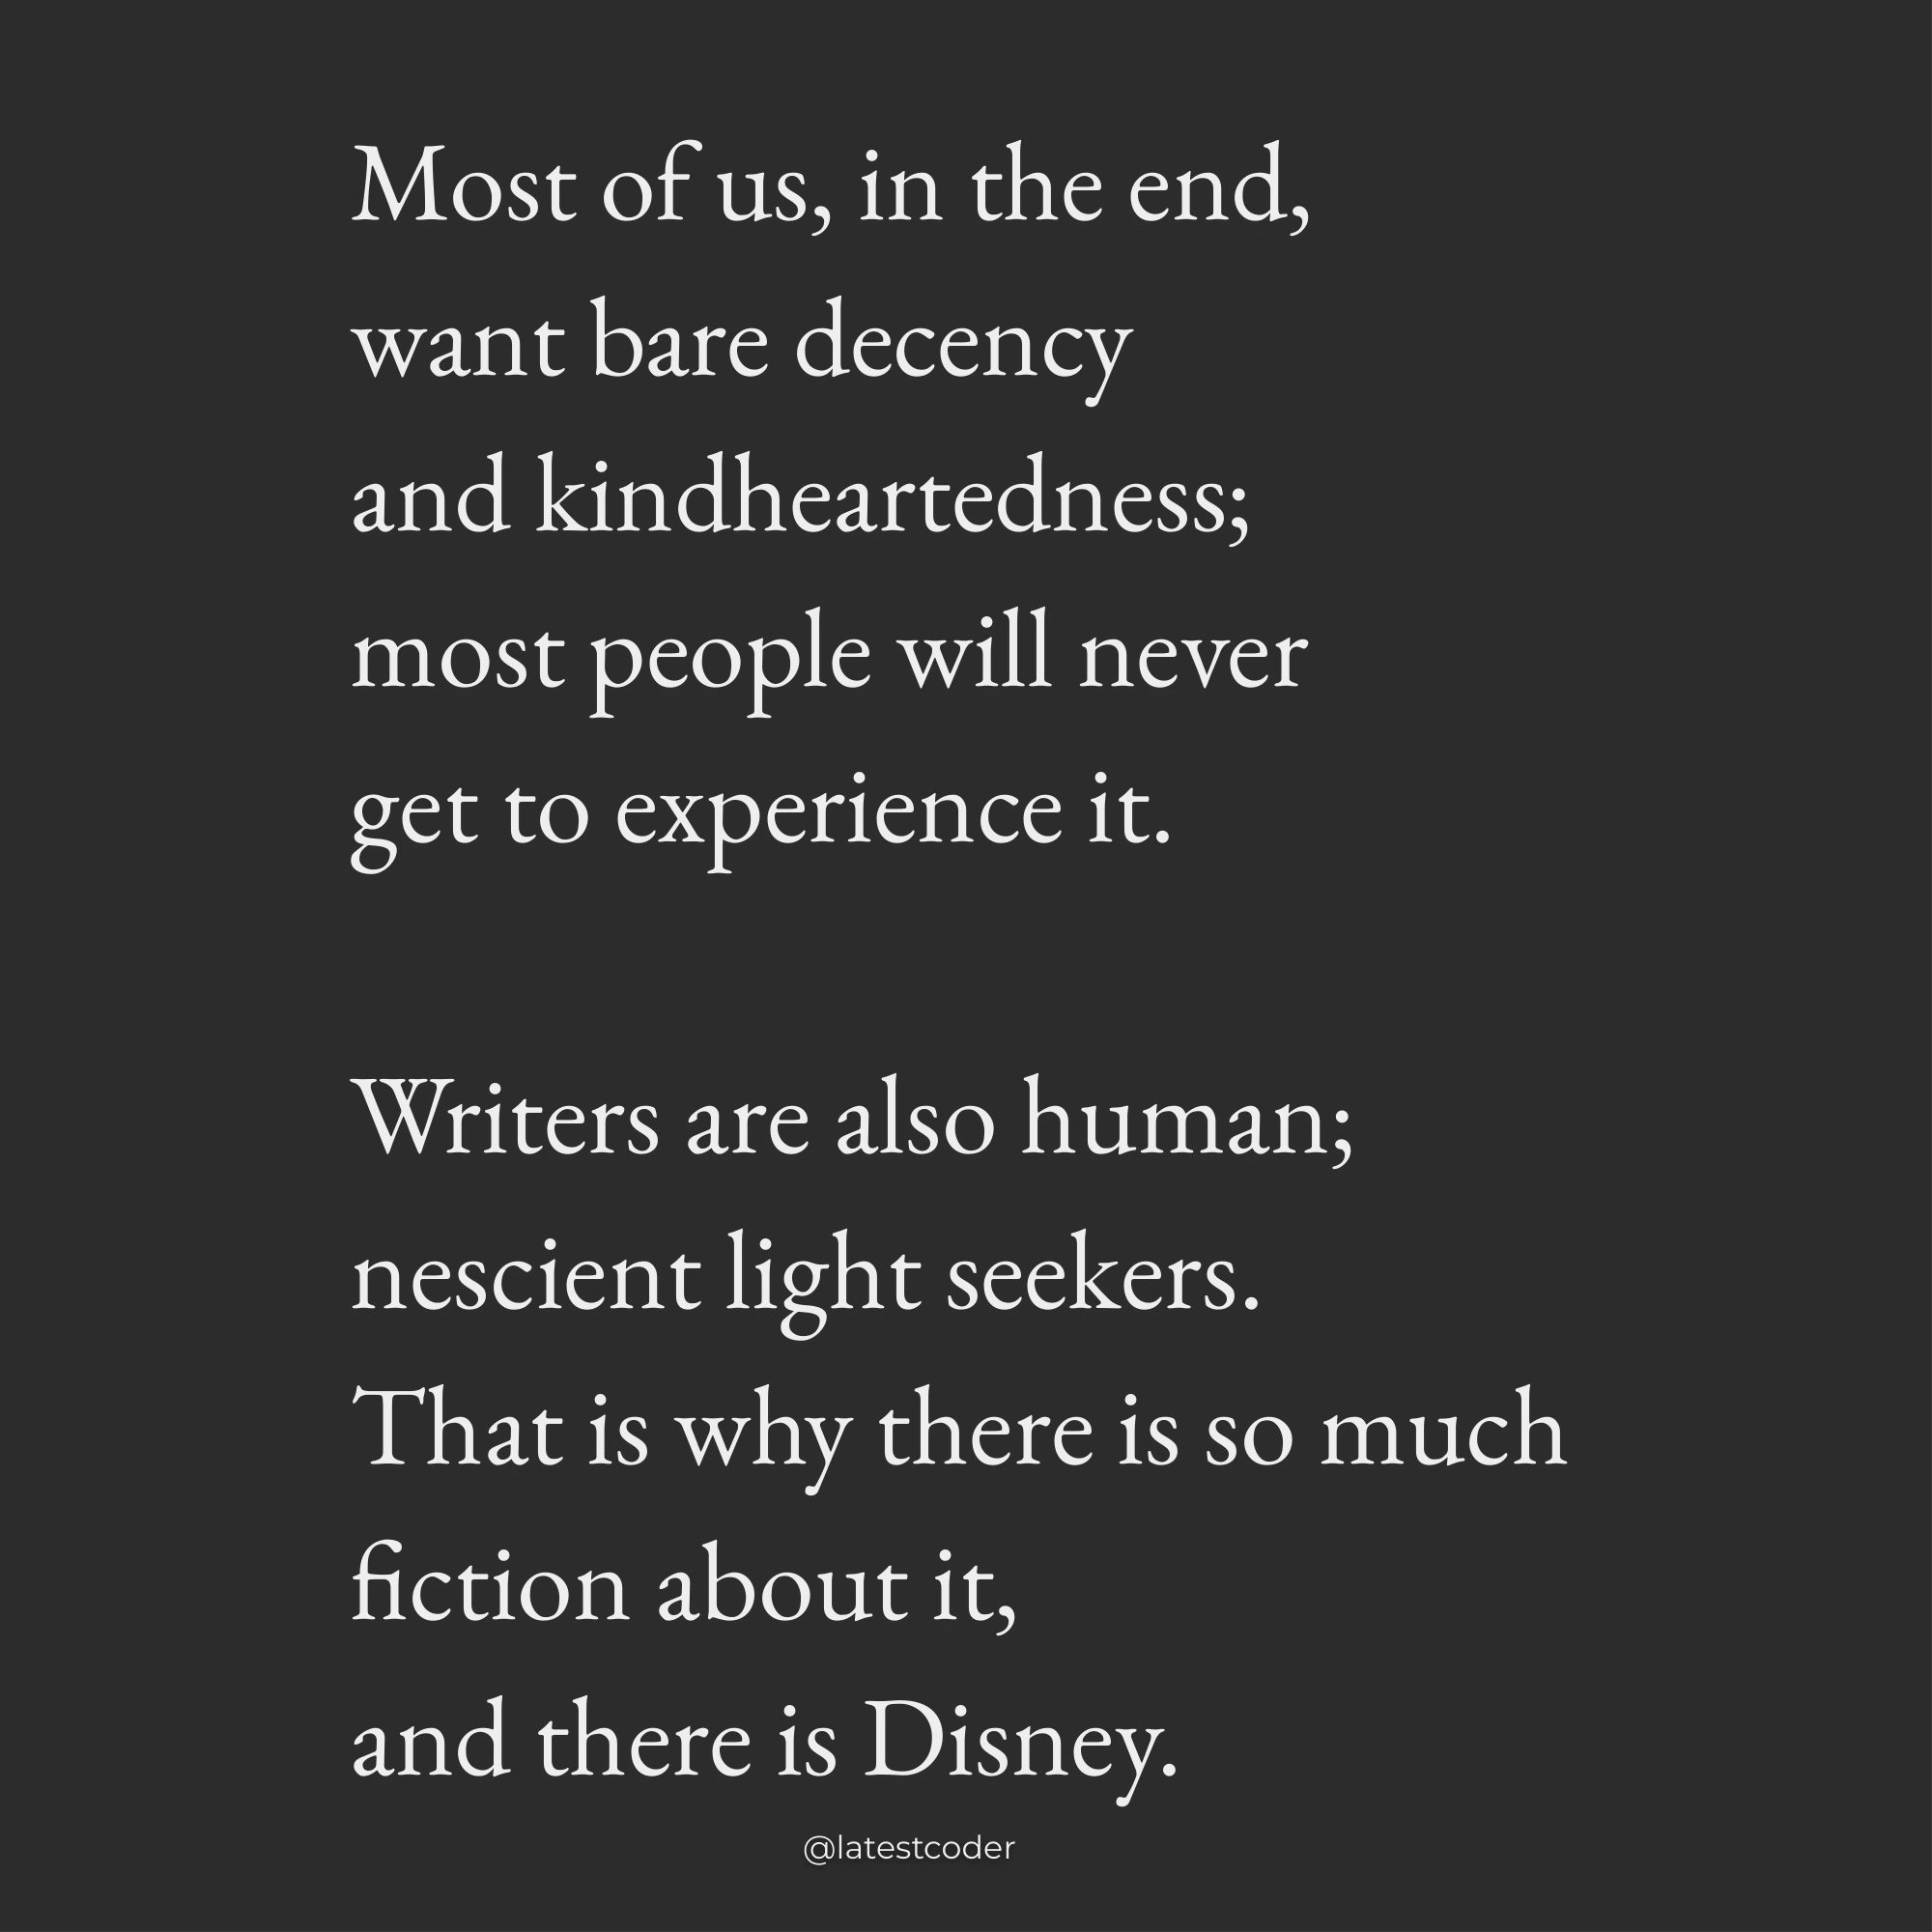 Most of us, in the end,
want bare decency
and kindheartedness;
most people will never
get to experience it.
Writers are also human;
nescient light seekers.
That is why there is so much
fiction about it,
and there is Disney.
@latestcoder